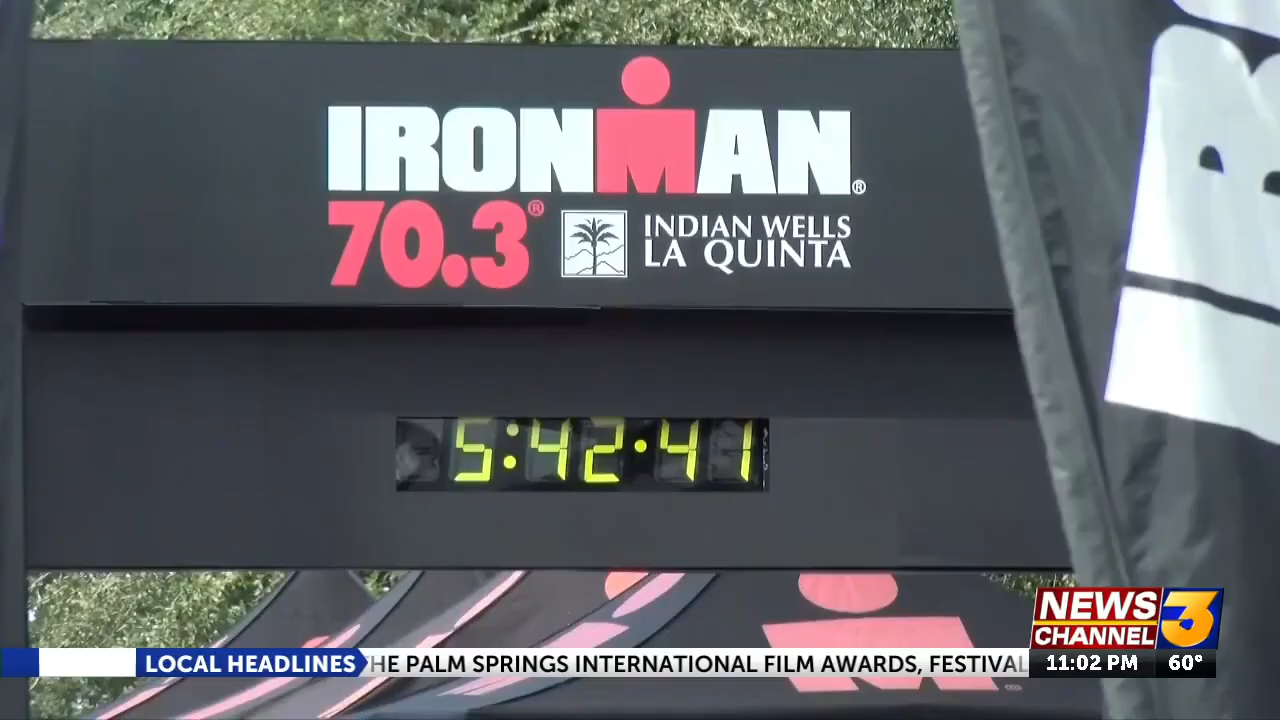 IRONMAN®
70.3®
INDIAN WELLS
LA QUINTA
5:42:41
NEWS
CHANNEL 3
LOCAL HEADLINES
HE PALM SPRINGS INTERNATIONAL FILM AWARDS, FESTIVAL
11:02 PM 60°